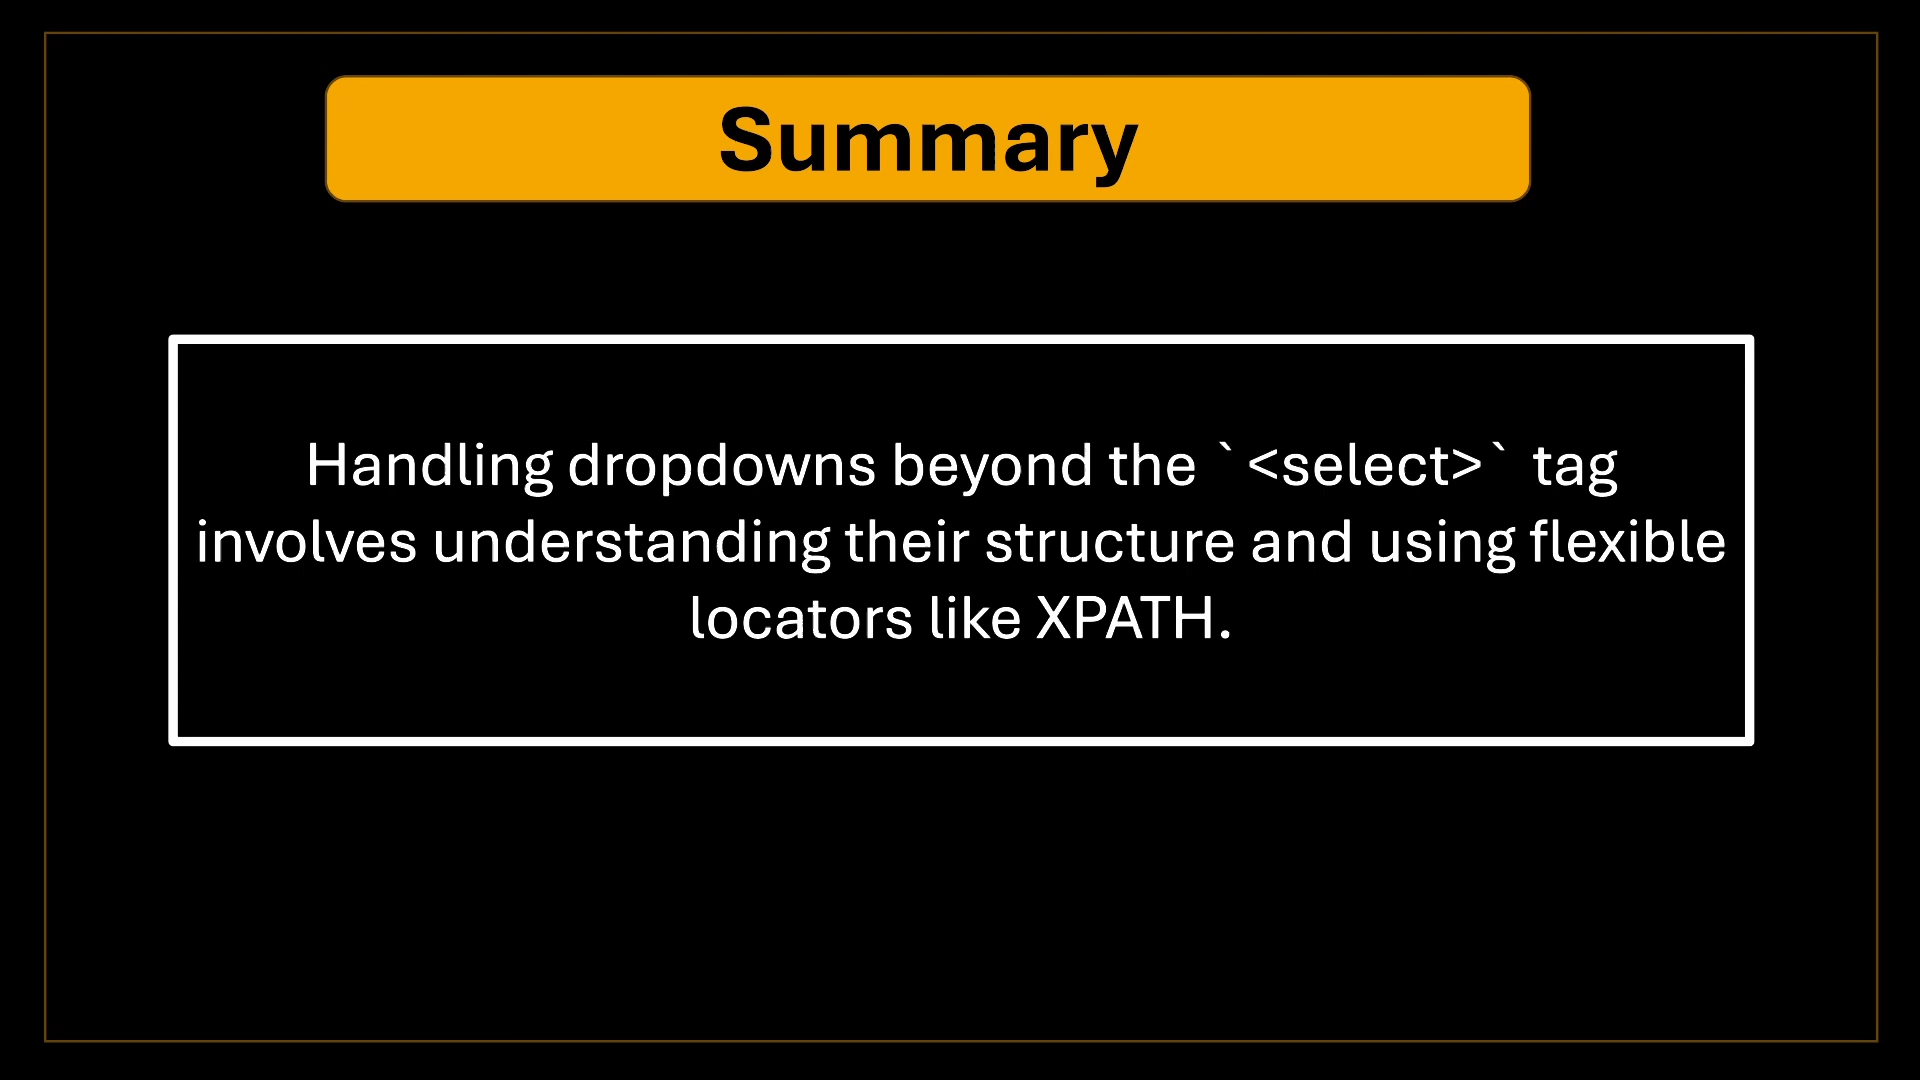 Summary
Handling dropdowns beyond the `<select>` tag
involves understanding their structure and using flexible
locators like XPATH.